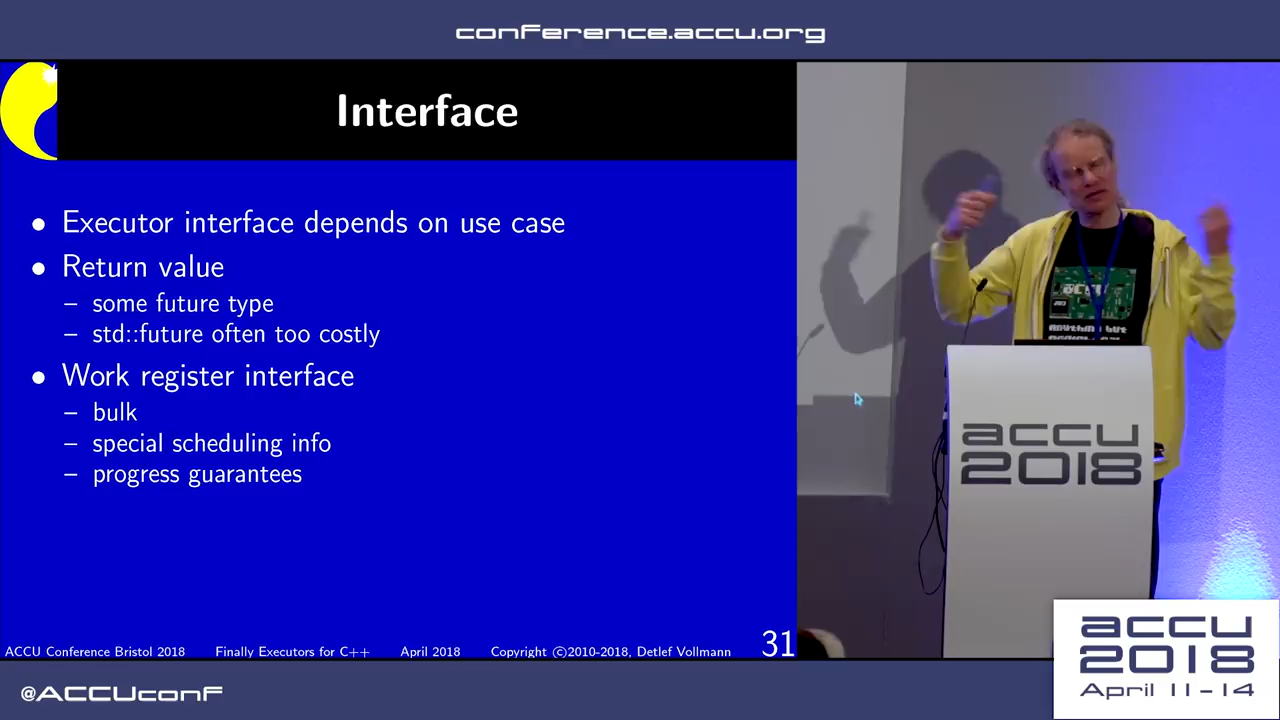 conference.accu.org
Interface
• Executor interface depends on use case
• Return value
– some future type
– std::future often too costly
• Work register interface
– bulk
– special scheduling info
– progress guarantees
ACCU Conference Bristol 2018 Finally Executors for C++ April 2018 Copyright ©2010-2018, Detlef Vollmann 31
accu
accu
2018
accu
2018
April 11-14
@ACCUconf